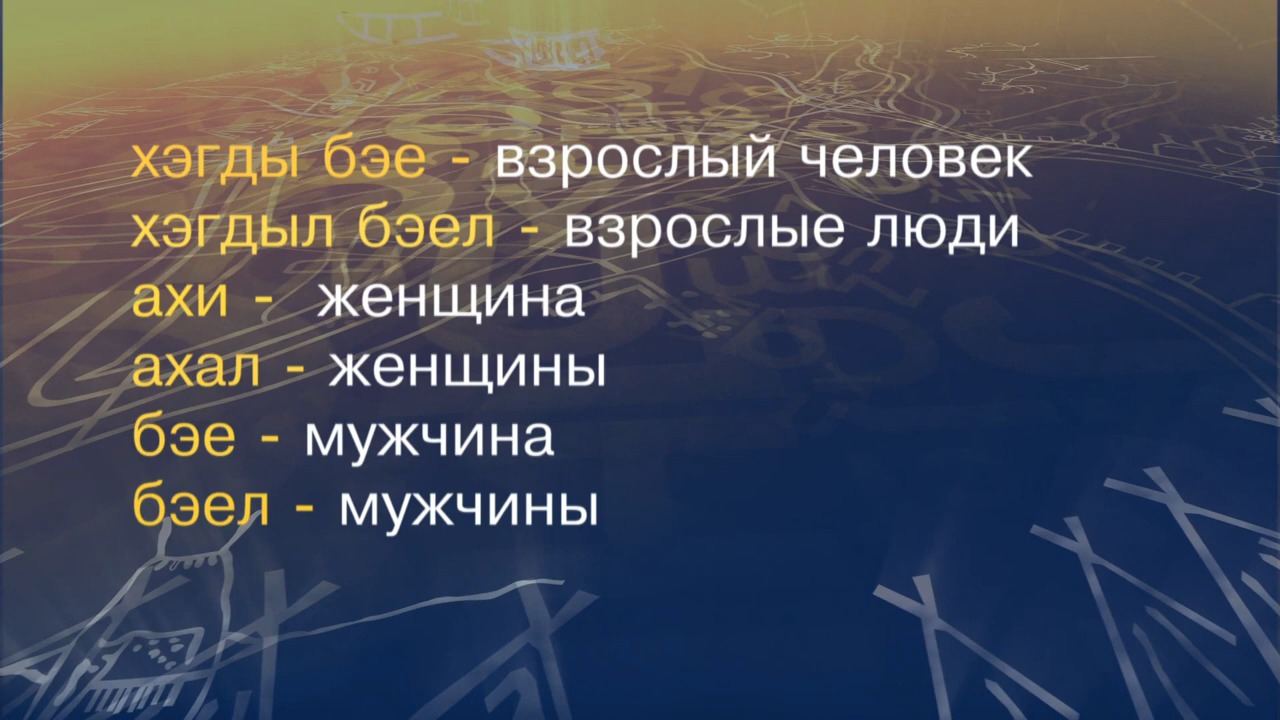 хэгды бэе - взрослый человек
хэгдыл бэел - взрослые люди
ахи - женщина
ахал - женщины
бэе - мужчина
бэел - мужчины